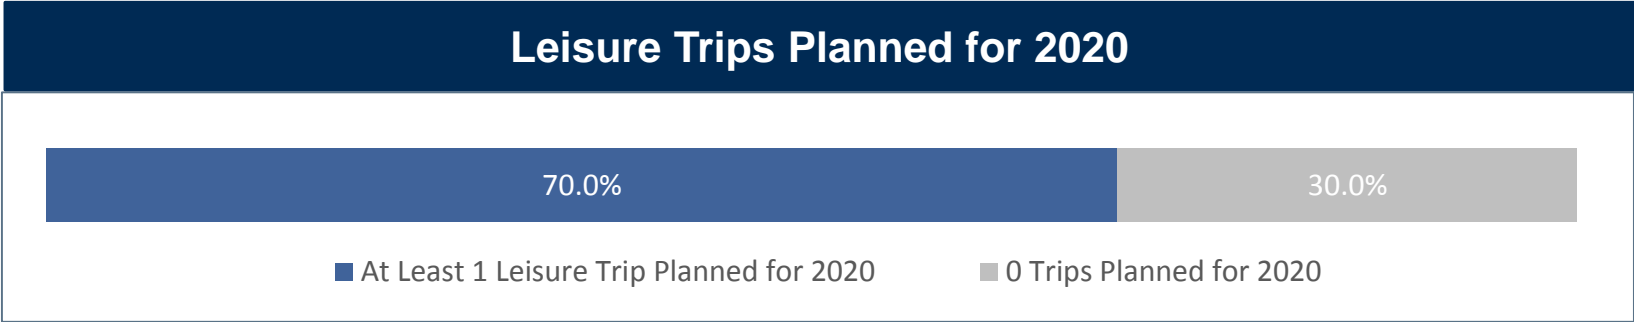 Leisure Trips Planned for 2020
70.0% 30.0%
At Least 1 Leisure Trip Planned for 2020 0 Trips Planned for 2020